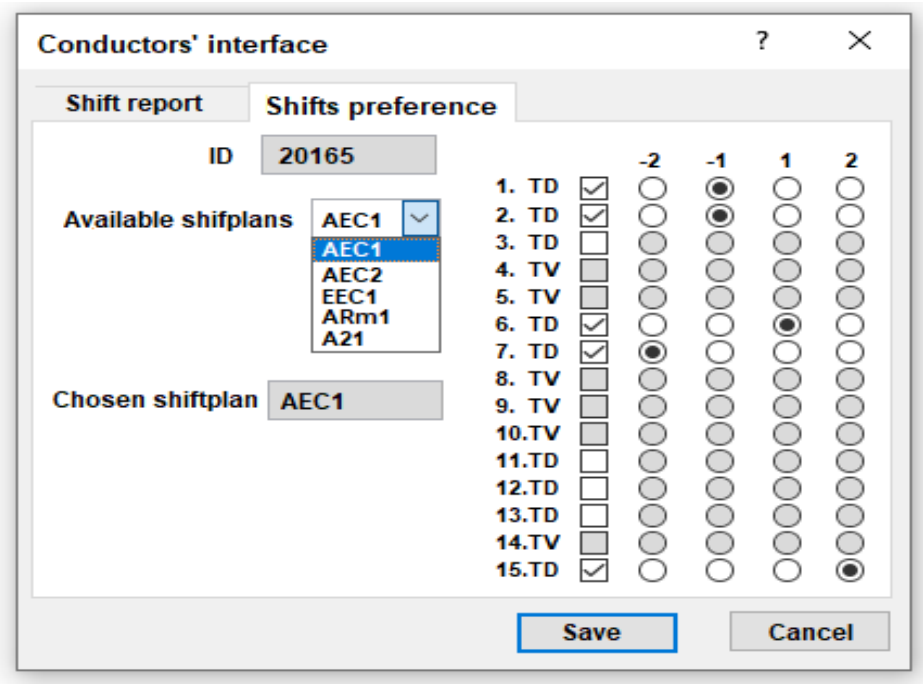 Conductors' interface ?
Shift report Shifts preference
ID 20165
Available shifplans AEC1
AEC1
AEC2
EEC1
ARm1
A21
Chosen shiftplan AEC1
-2 -1 1 2
1. TD
2. TD
3. TD
4. TV
5. TV
6. TD
7. TD
8. TV
9. TV
10.TV
11.TD
12.TD
13.TD
14.TV
15.TD
Save Cancel